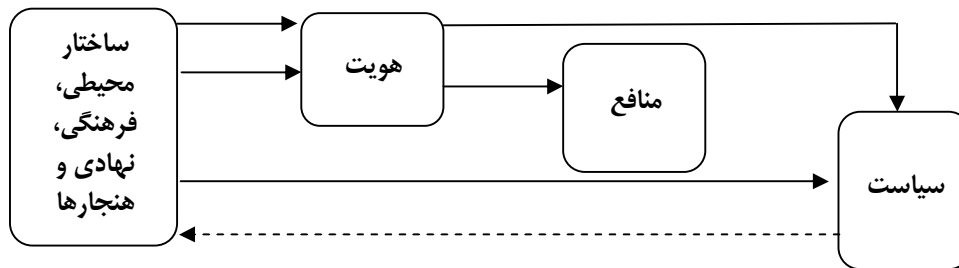 ساختار
محیطی،
فرهنگی،
نهادی و
هنجارها
هویت
منافع
سیاست